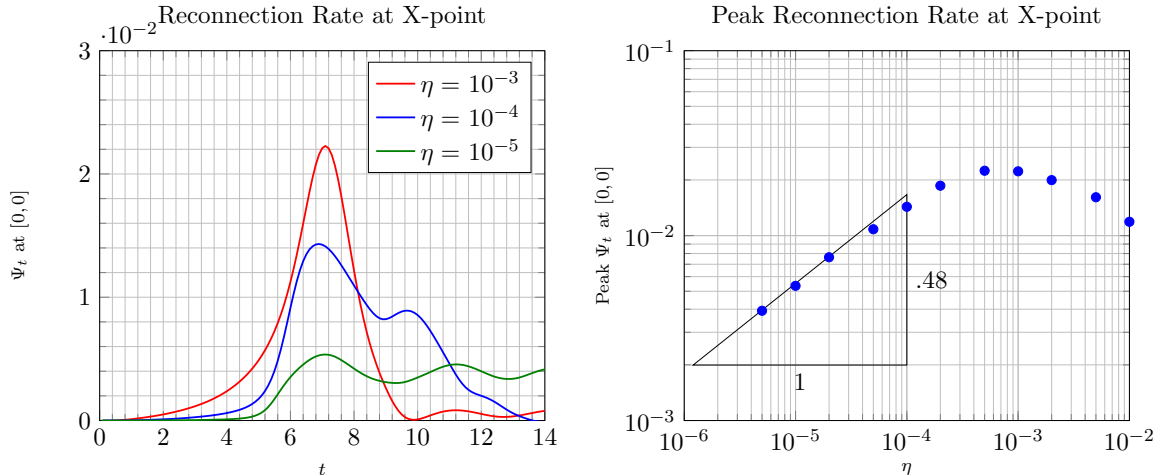 Reconnection Rate at X-point
·10⁻²
3
2
1
0
Ψₜ at [0, 0]
0 2 4 6 8 10 12 14
t
η = 10⁻³
η = 10⁻⁴
η = 10⁻⁵
Peak Reconnection Rate at X-point
10⁻¹
10⁻²
10⁻³
Peak Ψₜ at [0, 0]
.48
1
10⁻⁶ 10⁻⁵ 10⁻⁴ 10⁻³ 10⁻²
η